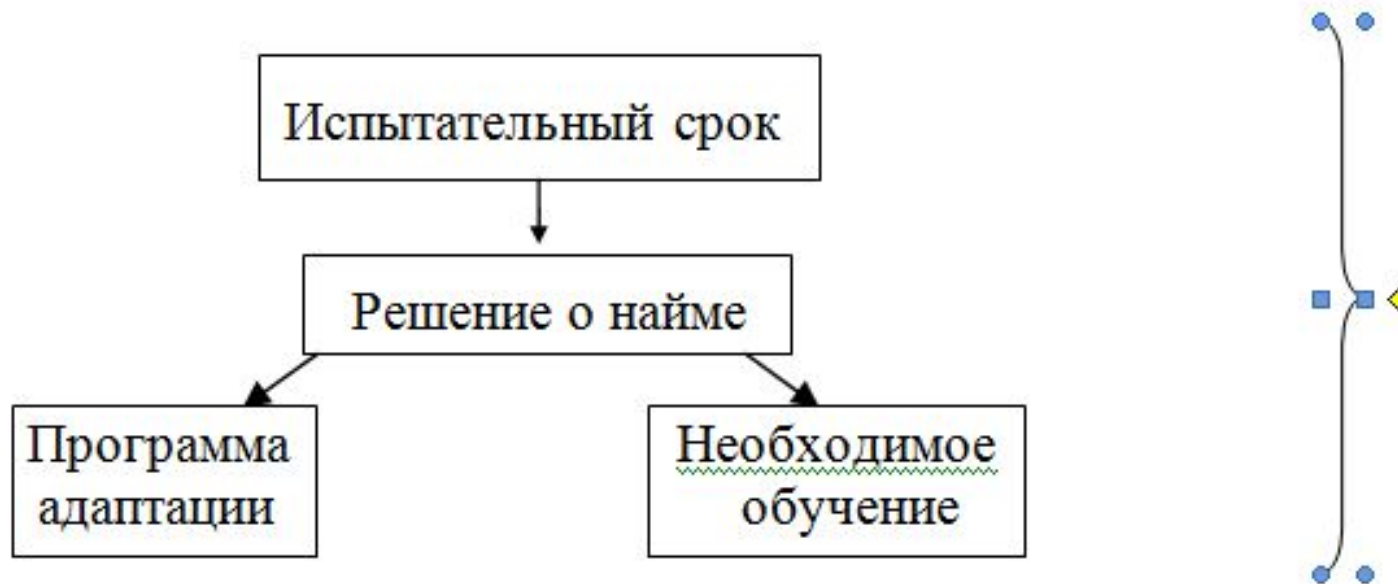 Испытательный срок
Решение о найме
Программа
адаптации
Необходимое
обучение